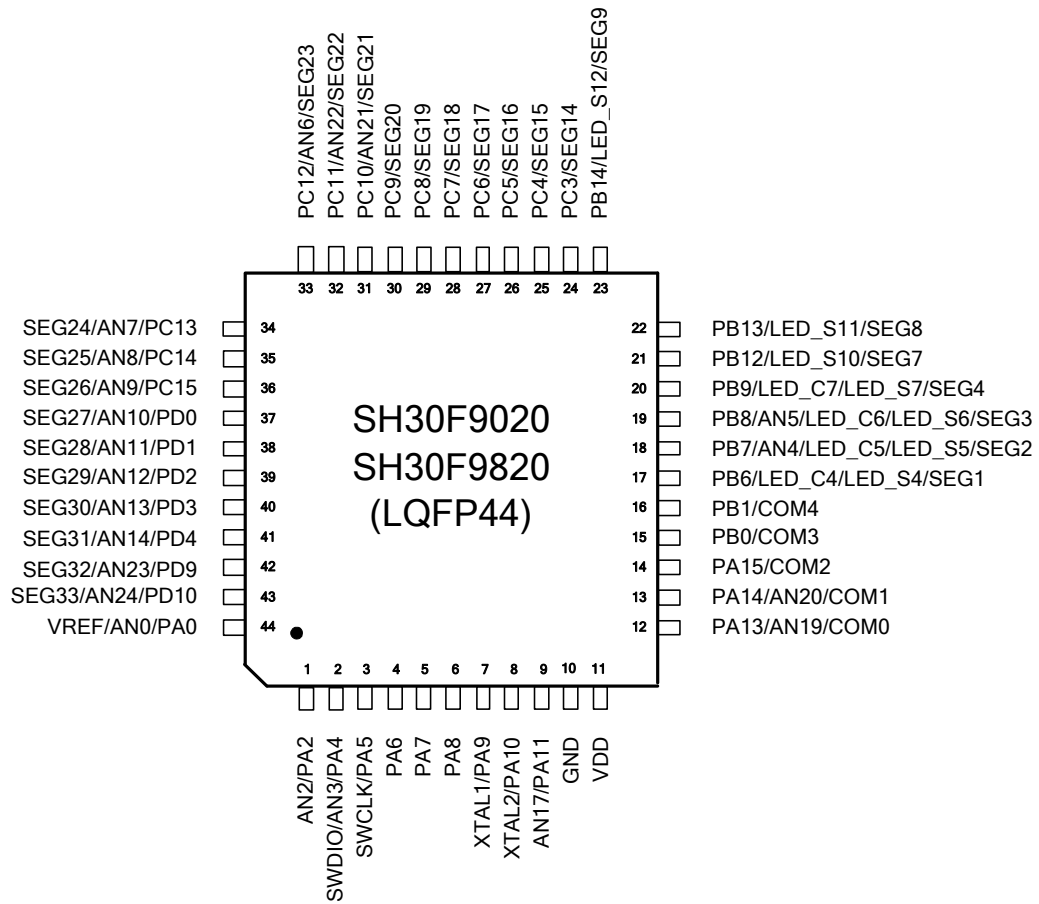 PC12/AN6/SEG23
PC11/AN22/SEG22
PC10/AN21/SEG21
PC9/SEG20
PC8/SEG19
PC7/SEG18
PC6/SEG17
PC5/SEG16
PC4/SEG15
PC3/SEG14
PB14/LED_S12/SEG9
33 32 31 30 29 28 27 26 25 24 23
SEG24/AN7/PC13 34
SEG25/AN8/PC14 35
SEG26/AN9/PC15 36
SEG27/AN10/PD0 37
SEG28/AN11/PD1 38
SEG29/AN12/PD2 39
SEG30/AN13/PD3 40
SEG31/AN14/PD4 41
SEG32/AN23/PD9 42
SEG33/AN24/PD10 43
VREF/AN0/PA0 44
SH30F9020
SH30F9820
(LQFP44)
22 PB13/LED_S11/SEG8
21 PB12/LED_S10/SEG7
20 PB9/LED_C7/LED_S7/SEG4
19 PB8/AN5/LED_C6/LED_S6/SEG3
18 PB7/AN4/LED_C5/LED_S5/SEG2
17 PB6/LED_C4/LED_S4/SEG1
16 PB1/COM4
15 PB0/COM3
14 PA15/COM2
13 PA14/AN20/COM1
12 PA13/AN19/COM0
1 2 3 4 5 6 7 8 9 10 11
AN2/PA2
SWDIO/AN3/PA4
SWCLK/PA5
PA6
PA7
PA8
XTAL1/PA9
XTAL2/PA10
AN17/PA11
GND
VDD